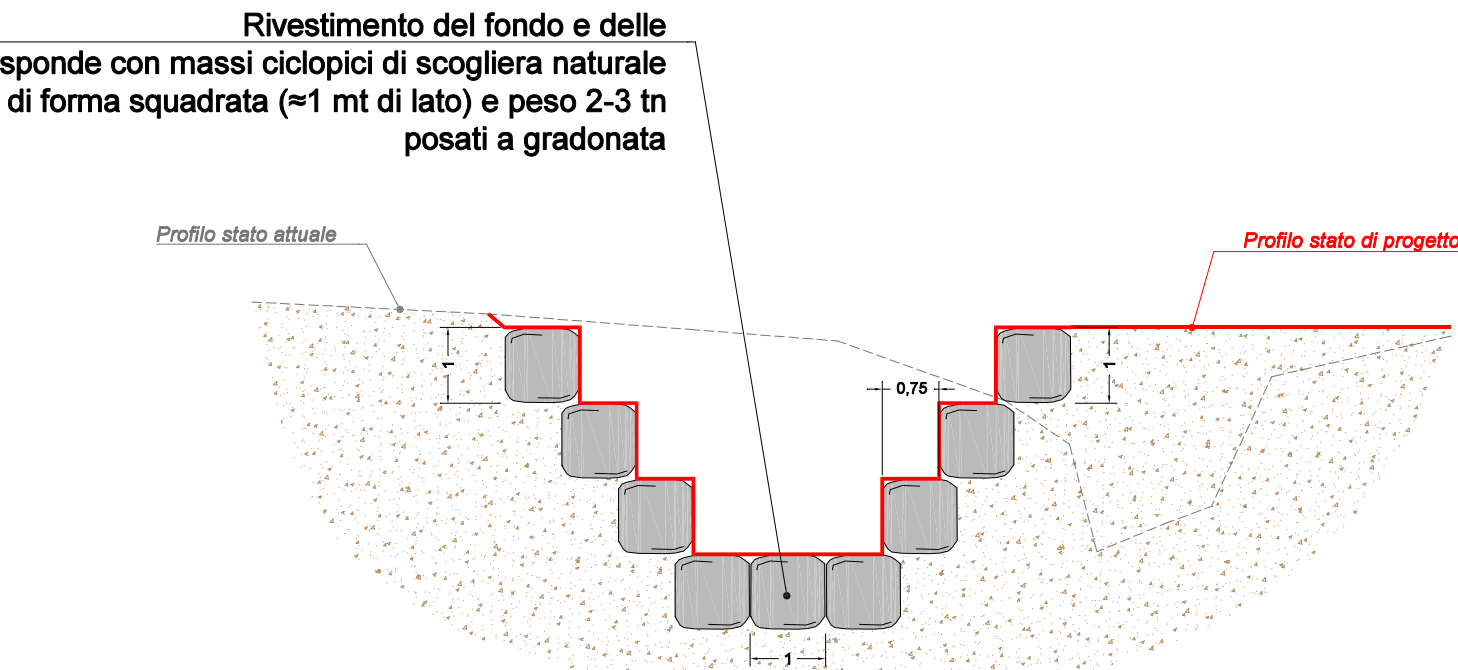 Rivestimento del fondo e delle
sponde con massi ciclopici di scogliera naturale
di forma squadrata (≈1 mt di lato) e peso 2-3 tn
posati a gradonata
Profilo stato attuale
Profilo stato di progetto
1
0,75
1
1